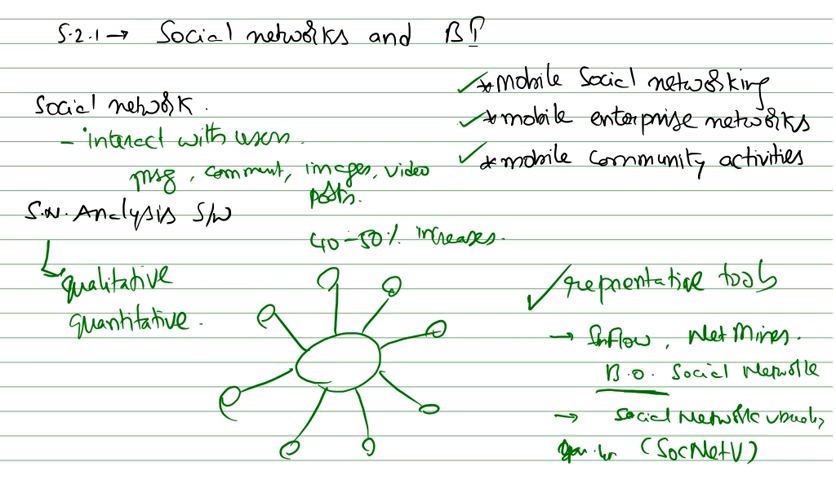 5.2.1 → Social networks and BI
Social network.
- interact with users.
msg, comment, images, video
posts.
S.N. Analysis S/W
40-50% increases.
qualitative
quantitative.
✓*mobile Social networking
✓*mobile enterprise networks
✓*mobile community activities
✓ tools
→ Inflow, NetMiner.
B.O. Social Network
→ Social Network
(SocNetV)